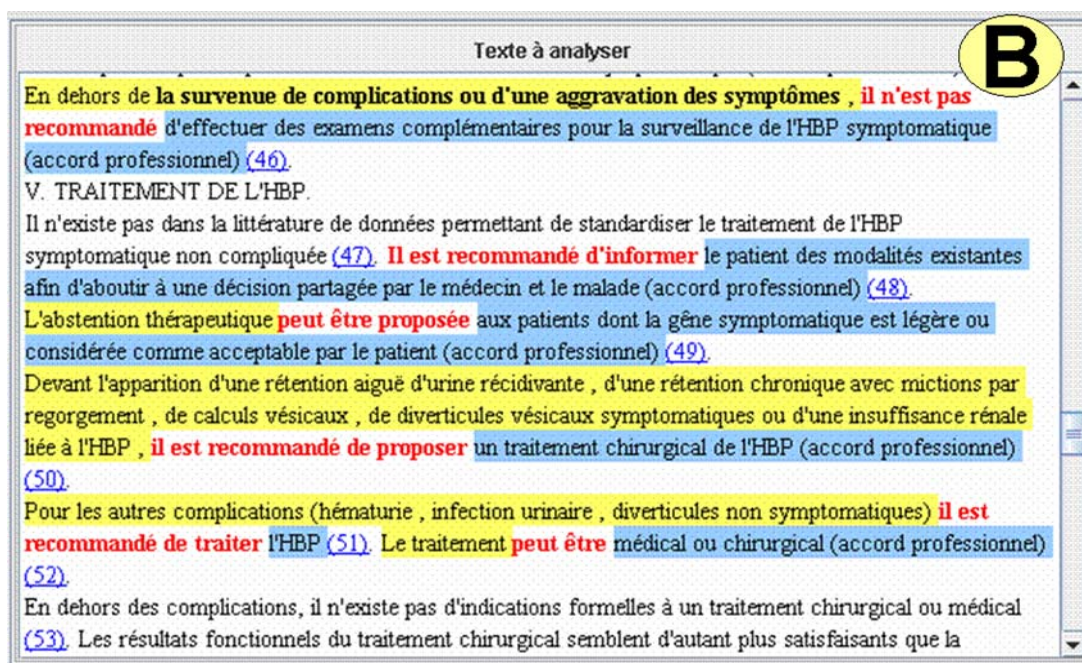 Texte à analyser
B
En dehors de la survenue de complications ou d'une aggravation des symptômes , il n'est pas
recommandé d'effectuer des examens complémentaires pour la surveillance de l'HBP symptomatique
(accord professionnel) (46).
V. TRAITEMENT DE L'HBP.
Il n'existe pas dans la littérature de données permettant de standardiser le traitement de l'HBP
symptomatique non compliquée (47). Il est recommandé d'informer le patient des modalités existantes
afin d'aboutir à une décision partagée par le médecin et le malade (accord professionnel) (48).
L'abstention thérapeutique peut être proposée aux patients dont la gêne symptomatique est légère ou
considérée comme acceptable par le patient (accord professionnel) (49).
Devant l'apparition d'une rétention aiguë d'urine récidivante , d'une rétention chronique avec mictions par
regorgement , de calculs vésicaux , de diverticules vésicaux symptomatiques ou d'une insuffisance rénale
liée à l'HBP , il est recommandé de proposer un traitement chirurgical de l'HBP (accord professionnel)
(50).
Pour les autres complications (hématurie , infection urinaire , diverticules non symptomatiques) il est
recommandé de traiter l'HBP (51). Le traitement peut être médical ou chirurgical (accord professionnel)
(52).
En dehors des complications, il n'existe pas d'indications formelles à un traitement chirurgical ou médical
(53). Les résultats fonctionnels du traitement chirurgical semblent d'autant plus satisfaisants que la